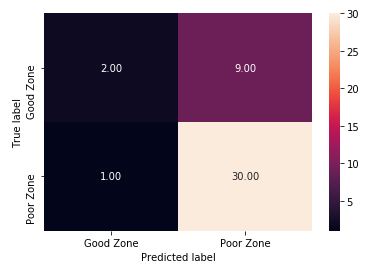 True label
Good Zone
Poor Zone
2.00
9.00
1.00
30.00
Good Zone
Poor Zone
Predicted label
30
25
20
15
10
5